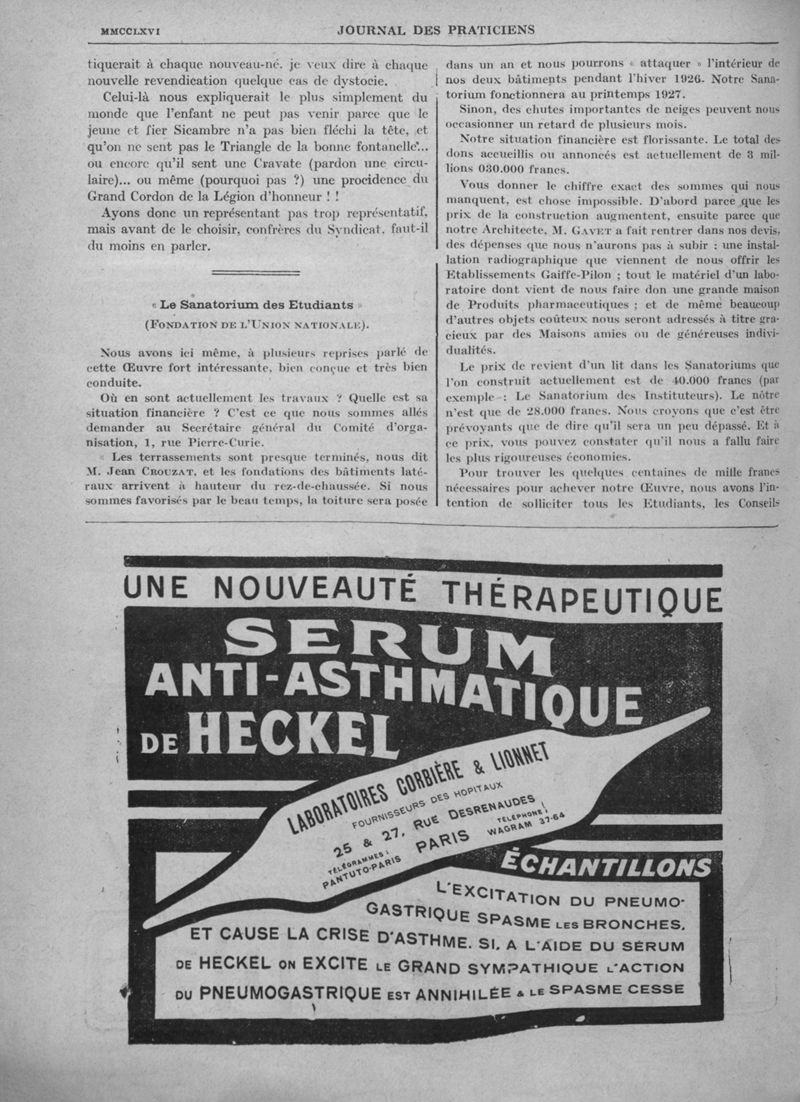 MMCCLXVI
JOURNAL DES PRATICIENS
tiquerait à chaque nouveau-né, je veux dire à chaque
nouvelle revendication quelque cas de dystocie.
Celui-là nous expliquerait le plus simplement du
monde que l'enfant ne peut pas venir parce que le
jeune et fier Sicambre n'a pas bien fléchi la tête, et
qu'on ne sent pas le Triangle de la bonne fontanelle...
ou encore qu'il sent une Cravate (pardon une circu-
laire)... ou même (pourquoi pas ?) une procidence du
Grand Cordon de la Légion d'honneur ! !
Ayons donc un représentant pas trop représentatif,
mais avant de le choisir, confrères du Syndicat, faut-il
du moins en parler.
« Le Sanatorium des Etudiants »
(FONDATION DE L'UNION NATIONALE).
Nous avons ici même, à plusieurs reprises parlé de
cette Œuvre fort intéressante, bien conçue et très bien
conduite.
Où en sont actuellement les travaux ? Quelle est sa
situation financière ? C'est ce que nous sommes allés
demander au Secrétaire général du Comité d'orga-
nisation, 1, rue Pierre-Curie.
« Les terrassements sont presque terminés, nous dit
M. Jean CROUZAT, et les fondations des bâtiments laté-
raux arrivent à hauteur du rez-de-chaussée. Si nous
sommes favorisés par le beau temps, la toiture sera posée
dans un an et nous pourrons « attaquer » l'intérieur de
nos deux bâtiments pendant l'hiver 1926. Notre Sana-
torium fonctionnera au printemps 1927.
Sinon, des chutes importantes de neiges peuvent nous
occasionner un retard de plusieurs mois.
Notre situation financière est florissante. Le total des
dons accueillis ou annoncés est actuellement de 3 mil-
lions 030.000 francs.
Vous donner le chiffre exact des sommes qui nous
manquent, est chose impossible. D'abord parce que les
prix de la construction augmentent, ensuite parce que
notre Architecte, M. GAVET a fait rentrer dans nos devis,
des dépenses que nous n'aurons pas à subir : une instal-
lation radiographique que viennent de nous offrir les
Etablissements Gaiffe-Pilon ; tout le matériel d'un labo-
ratoire dont vient de nous faire don une grande maison
de Produits pharmaceutiques ; et de même beaucoup
d'autres objets coûteux nous seront adressés à titre gra-
cieux par des Maisons amies ou de généreuses indivi-
dualités.
Le prix de revient d'un lit dans les Sanatoriums que
l'on construit actuellement est de 40.000 francs (par
exemple : Le Sanatorium des Instituteurs). Le nôtre
n'est que de 28.000 francs. Nous croyons que c'est être
prévoyants que de dire qu'il sera un peu dépassé. Et à
ce prix, vous pouvez constater qu'il nous a fallu faire
les plus rigoureuses économies.
Pour trouver les quelques centaines de mille francs
nécessaires pour achever notre Œuvre, nous avons l'in-
tention de solliciter tous les Etudiants, les Conseils
UNE NOUVEAUTÉ THÉRAPEUTIQUE
SERUM
ANTI-ASTHMATIQUE
DE HECKEL
LABORATOIRES CORBIÈRE & LIONNET
FOURNISSEURS DES HOPITAUX
25 & 27, RUE DESRENAUDES
TÉLÉGRAMMES :
PANTUTO-PARIS
PARIS
TÉLÉPHONE :
WAGRAM 37-64
ÉCHANTILLONS
L'EXCITATION DU PNEUMO-
GASTRIQUE SPASME LES BRONCHES,
ET CAUSE LA CRISE D'ASTHME. SI, A L'AIDE DU SÉRUM
DE HECKEL ON EXCITE LE GRAND SYMPATHIQUE L'ACTION
DU PNEUMOGASTRIQUE EST ANNIHILÉE & LE SPASME CESSE